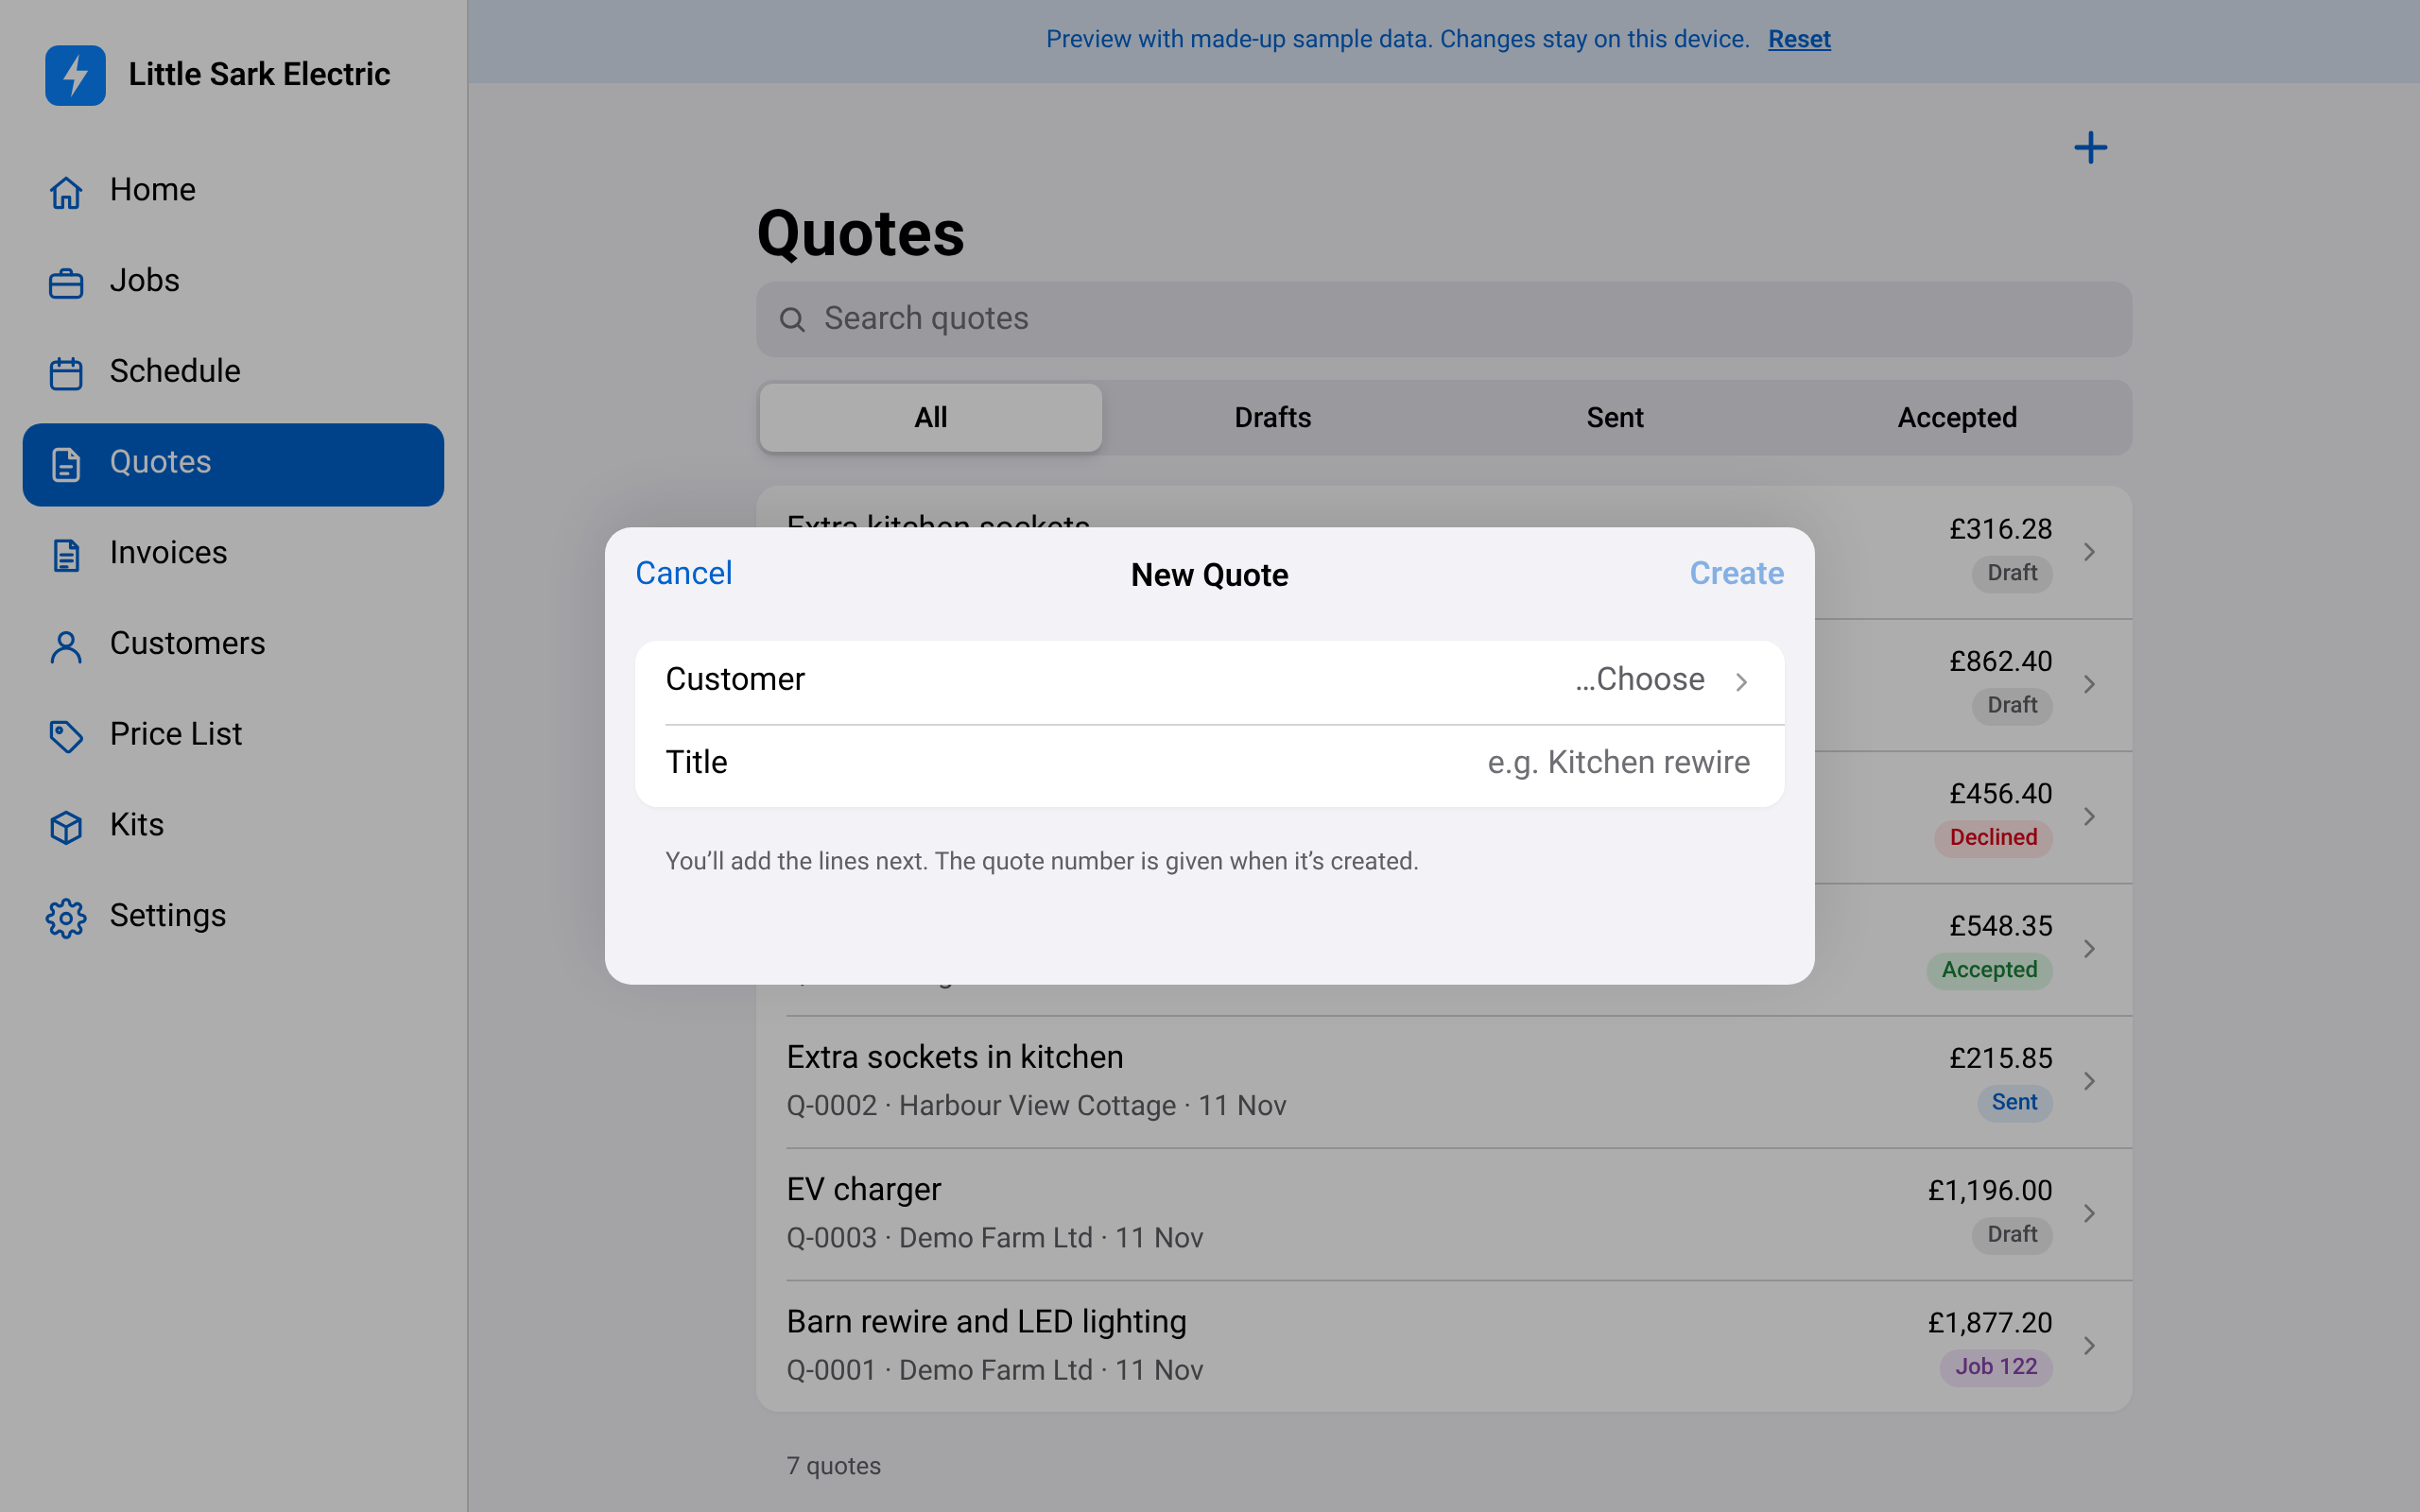 Little Sark Electric
Home
Jobs
Schedule
Quotes
Invoices
Customers
Price List
Kits
Settings
Preview with made-up sample data. Changes stay on this device. Reset
Quotes
Search quotes
All Drafts Sent Accepted
Extra kitchen sockets
£316.28
Draft
£862.40
Draft
£456.40
Declined
£548.35
Accepted
Cancel New Quote Create
Customer …Choose
Title e.g. Kitchen rewire
You’ll add the lines next. The quote number is given when it’s created.
Extra sockets in kitchen
Q-0002 · Harbour View Cottage · 11 Nov
£215.85
Sent
EV charger
Q-0003 · Demo Farm Ltd · 11 Nov
£1,196.00
Draft
Barn rewire and LED lighting
Q-0001 · Demo Farm Ltd · 11 Nov
£1,877.20
Job 122
7 quotes